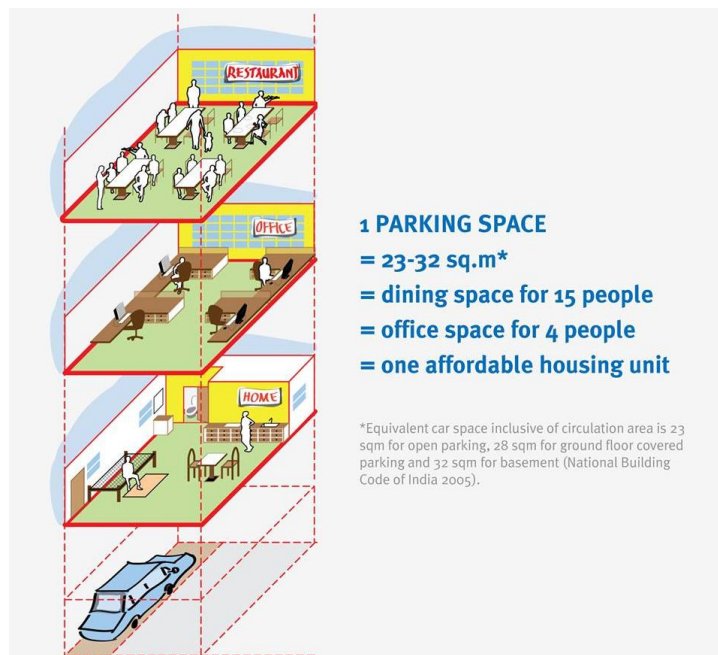 RESTAURANT
OFFICE
HOME
1 PARKING SPACE
= 23-32 sq.m*
= dining space for 15 people
= office space for 4 people
= one affordable housing unit
*Equivalent car space inclusive of circulation area is 23
sqm for open parking, 28 sqm for ground floor covered
parking and 32 sqm for basement (National Building
Code of India 2005).